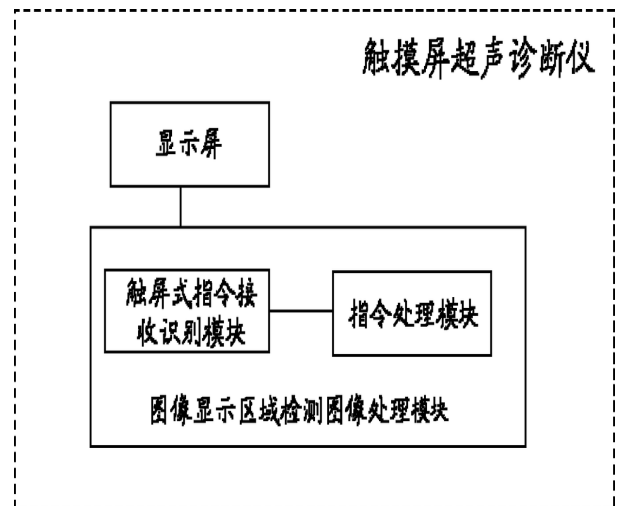 触摸屏超声诊断仪
显示屏
触屏式指令接
收识别模块
指令处理模块
图像显示区域检测图像处理模块